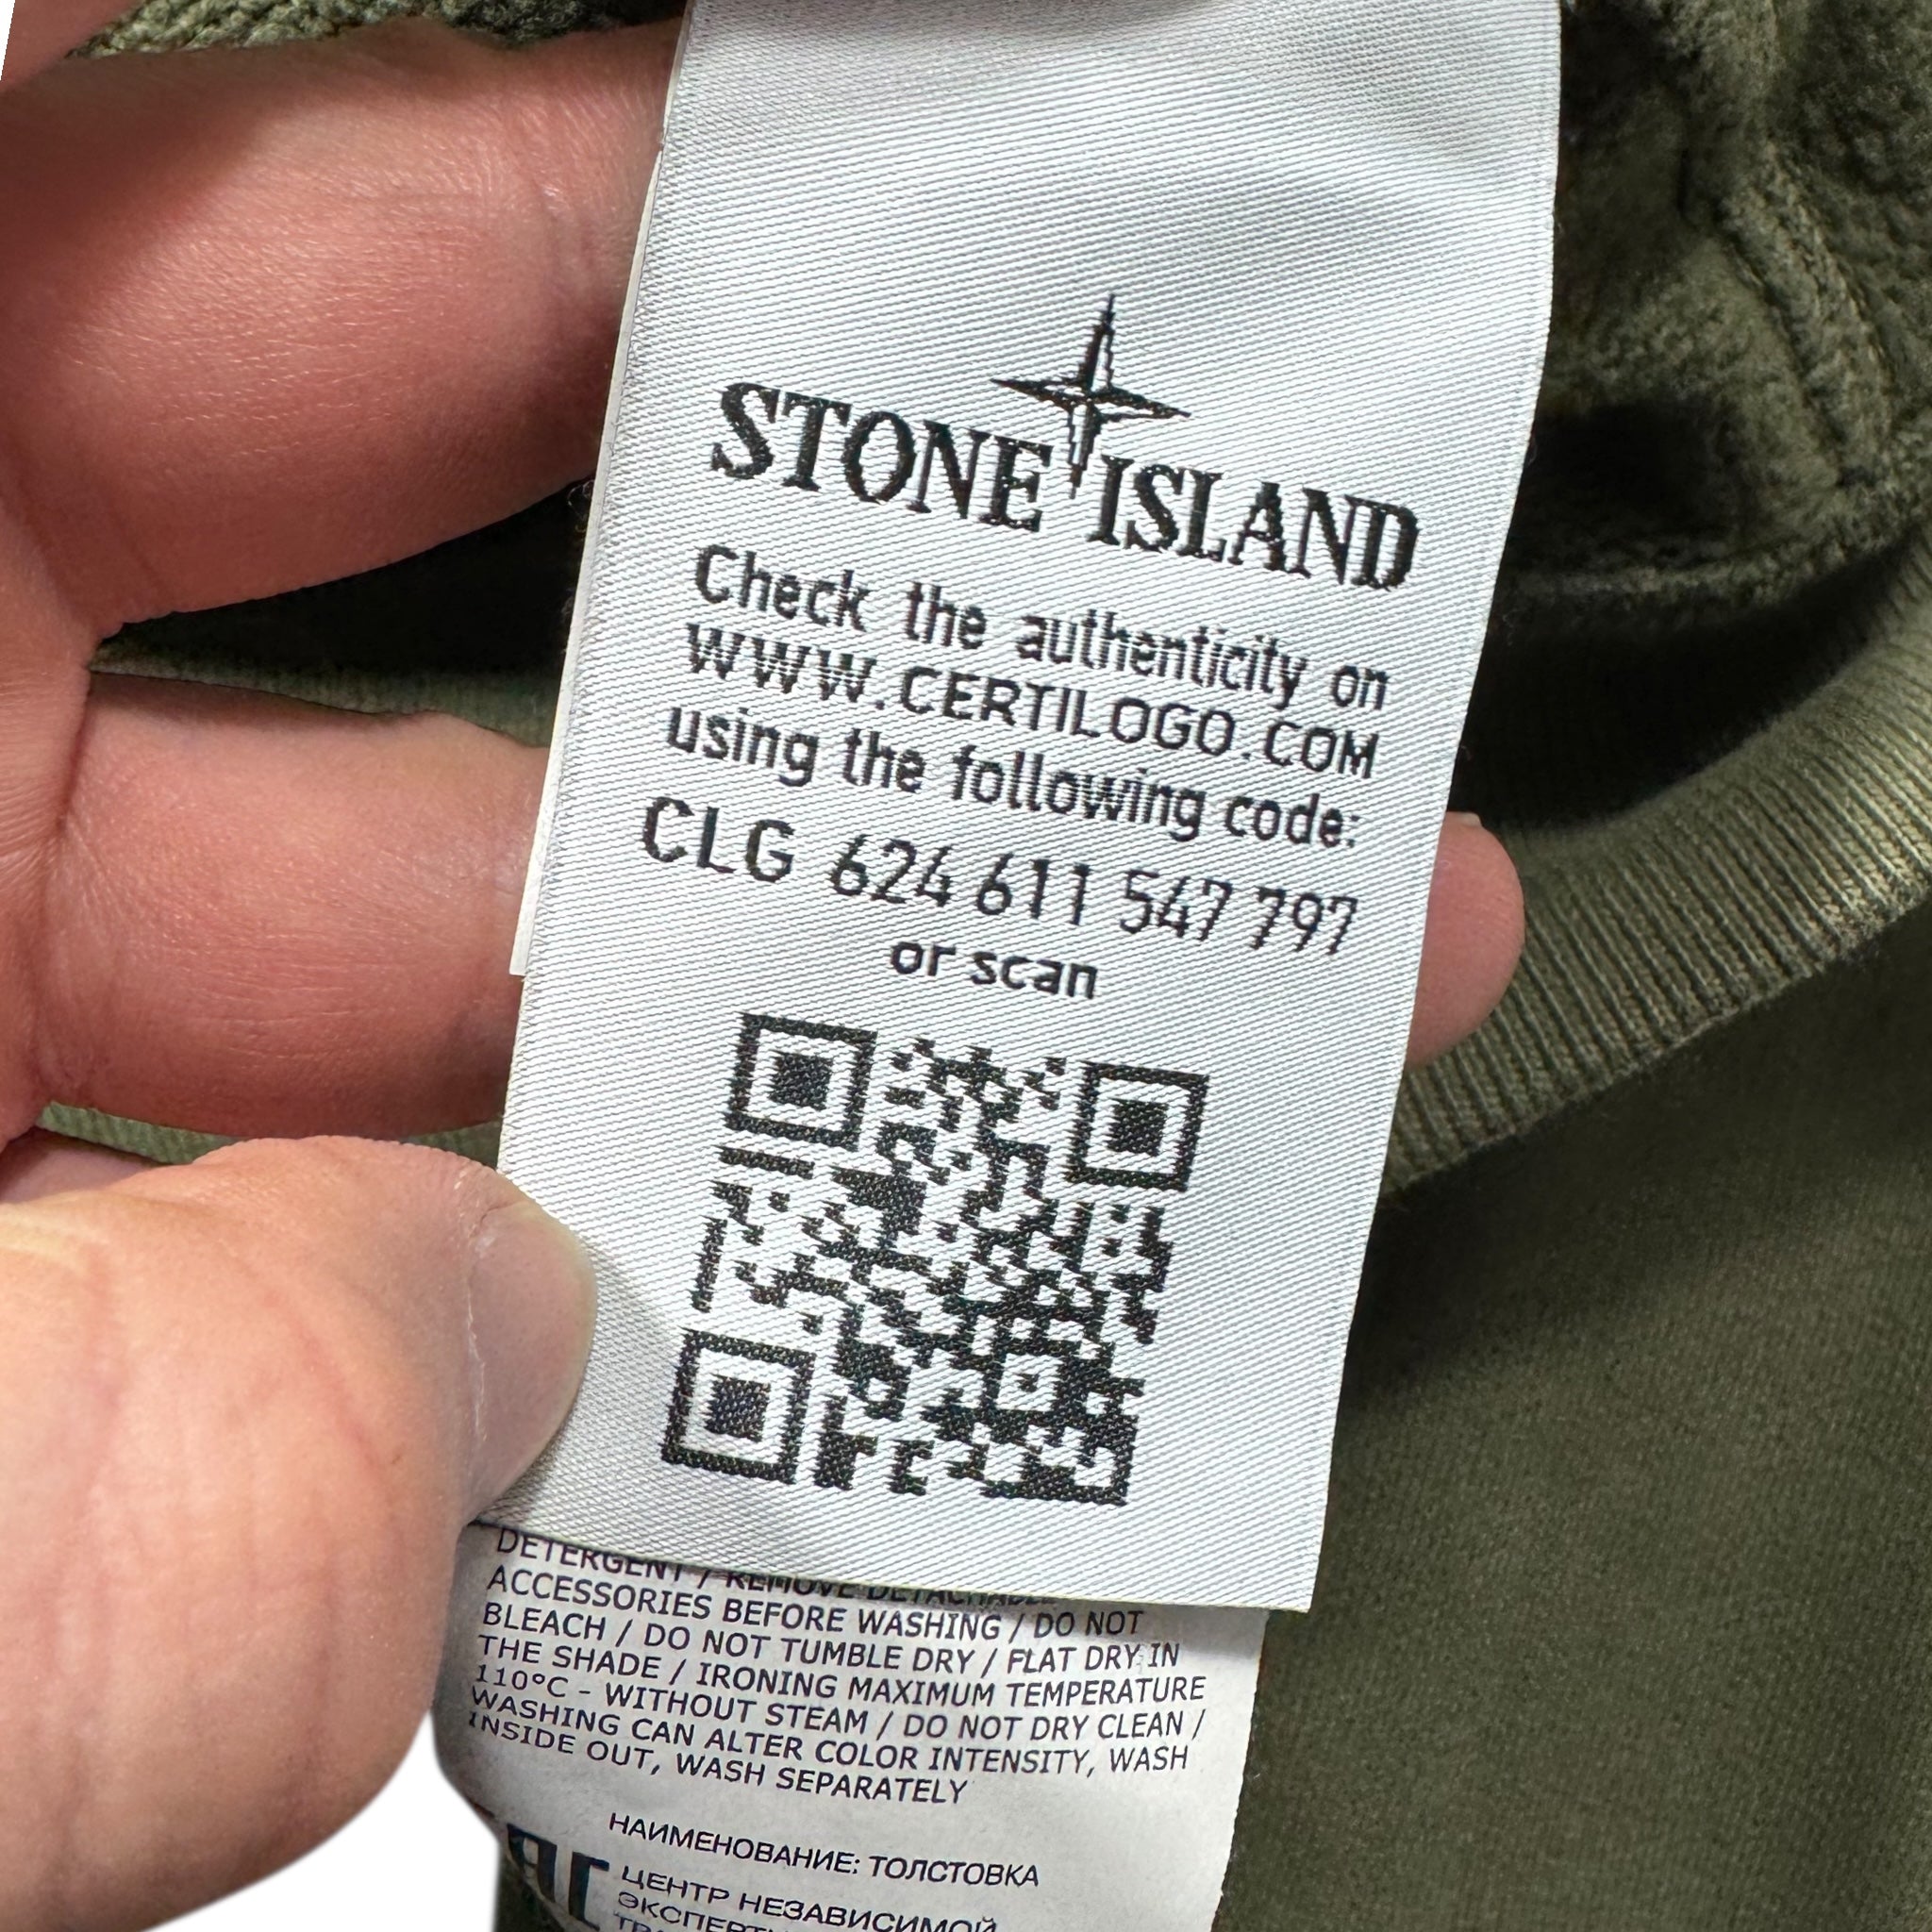 STONE ISLAND
Check the authenticity on
WWW.CERTILOGO.COM
using the following code:
CLG 624 611 547 797
or scan
DETERGENT / REMOVE DETACHABLE
ACCESSORIES BEFORE WASHING / DO NOT
BLEACH / DO NOT TUMBLE DRY / FLAT DRY IN
THE SHADE / IRONING MAXIMUM TEMPERATURE
110°C - WITHOUT STEAM / DO NOT DRY CLEAN /
WASHING CAN ALTER COLOR INTENSITY, WASH
INSIDE OUT, WASH SEPARATELY
НАИМЕНОВАНИЕ: ТОЛСТОВКА
ЦЕНТР НЕЗАВИСИМОЙ